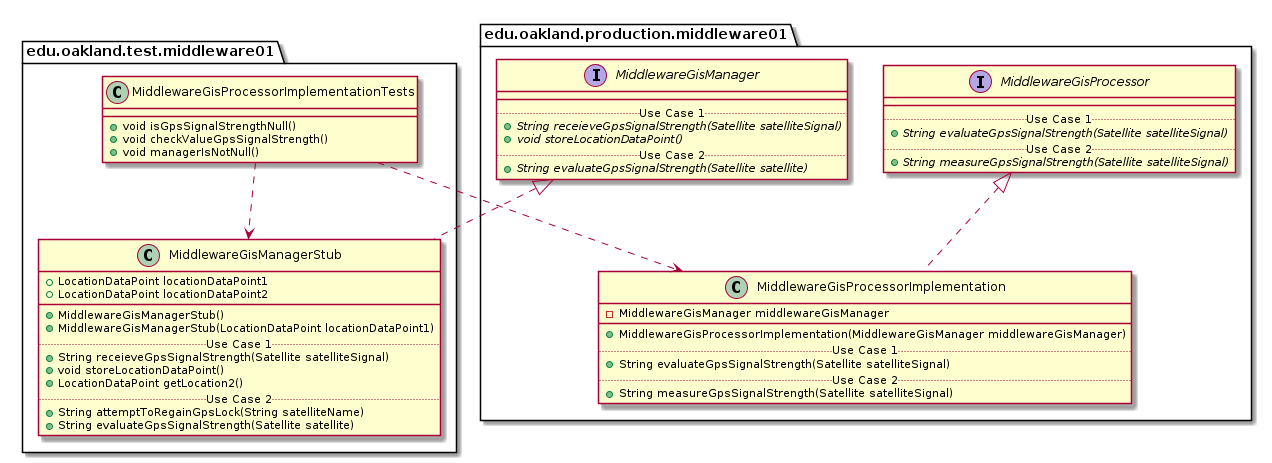 edu.oakland.test.middleware01
C MiddlewareGisProcessorImplementationTests
void isGpsSignalStrengthNull()
void checkValueGpsSignalStrength()
void managerIsNotNull()
C MiddlewareGisManagerStub
LocationDataPoint locationDataPoint1
LocationDataPoint locationDataPoint2
MiddlewareGisManagerStub()
MiddlewareGisManagerStub(LocationDataPoint locationDataPoint1)
Use Case 1
String receieveGpsSignalStrength(Satellite satelliteSignal)
void storeLocationDataPoint()
LocationDataPoint getLocation2()
Use Case 2
String attemptToRegainGpsLock(String satelliteName)
String evaluateGpsSignalStrength(Satellite satellite)
edu.oakland.production.middleware01
I MiddlewareGisManager
Use Case 1
String receieveGpsSignalStrength(Satellite satelliteSignal)
void storeLocationDataPoint()
Use Case 2
String evaluateGpsSignalStrength(Satellite satellite)
I MiddlewareGisProcessor
Use Case 1
String evaluateGpsSignalStrength(Satellite satelliteSignal)
Use Case 2
String measureGpsSignalStrength(Satellite satelliteSignal)
C MiddlewareGisProcessorImplementation
MiddlewareGisManager middlewareGisManager
MiddlewareGisProcessorImplementation(MiddlewareGisManager middlewareGisManager)
Use Case 1
String evaluateGpsSignalStrength(Satellite satelliteSignal)
Use Case 2
String measureGpsSignalStrength(Satellite satelliteSignal)